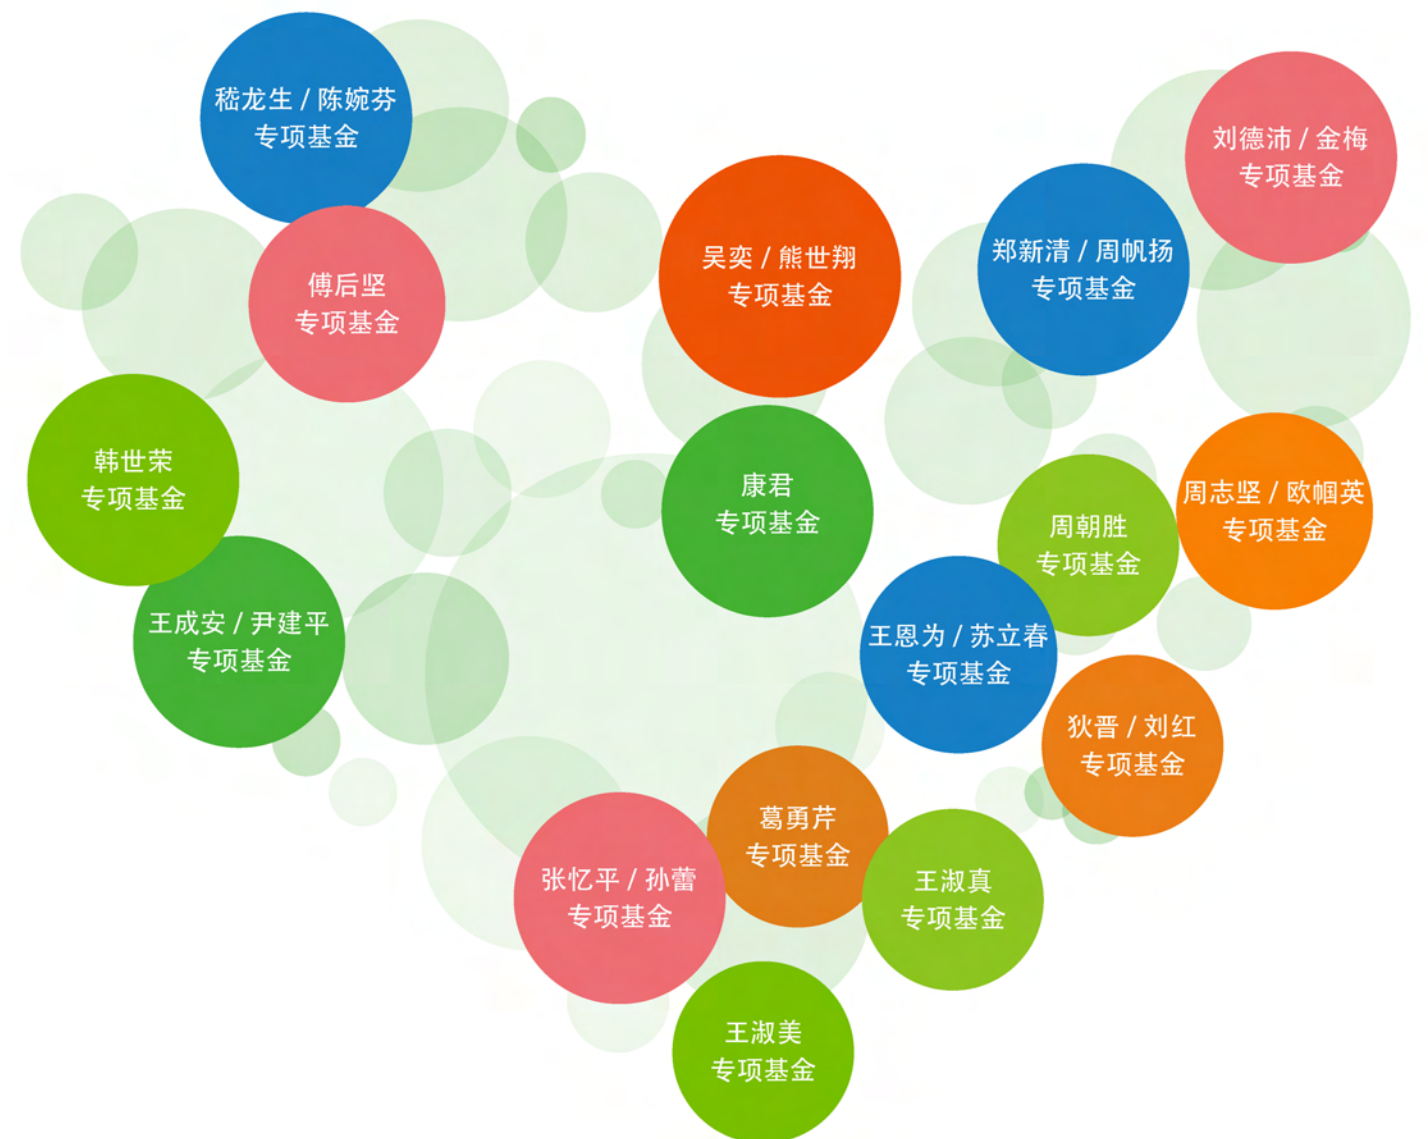 嵇龙生 / 陈婉芬
专项基金
刘德沛 / 金梅
专项基金
吴奕 / 熊世翔
专项基金
郑新清 / 周帆扬
专项基金
傅后坚
专项基金
韩世荣
专项基金
康君
专项基金
周志坚 / 欧帼英
专项基金
周朝胜
专项基金
王成安 / 尹建平
专项基金
王恩为 / 苏立春
专项基金
狄晋 / 刘红
专项基金
葛勇芹
专项基金
张忆平 / 孙蕾
专项基金
王淑真
专项基金
王淑美
专项基金